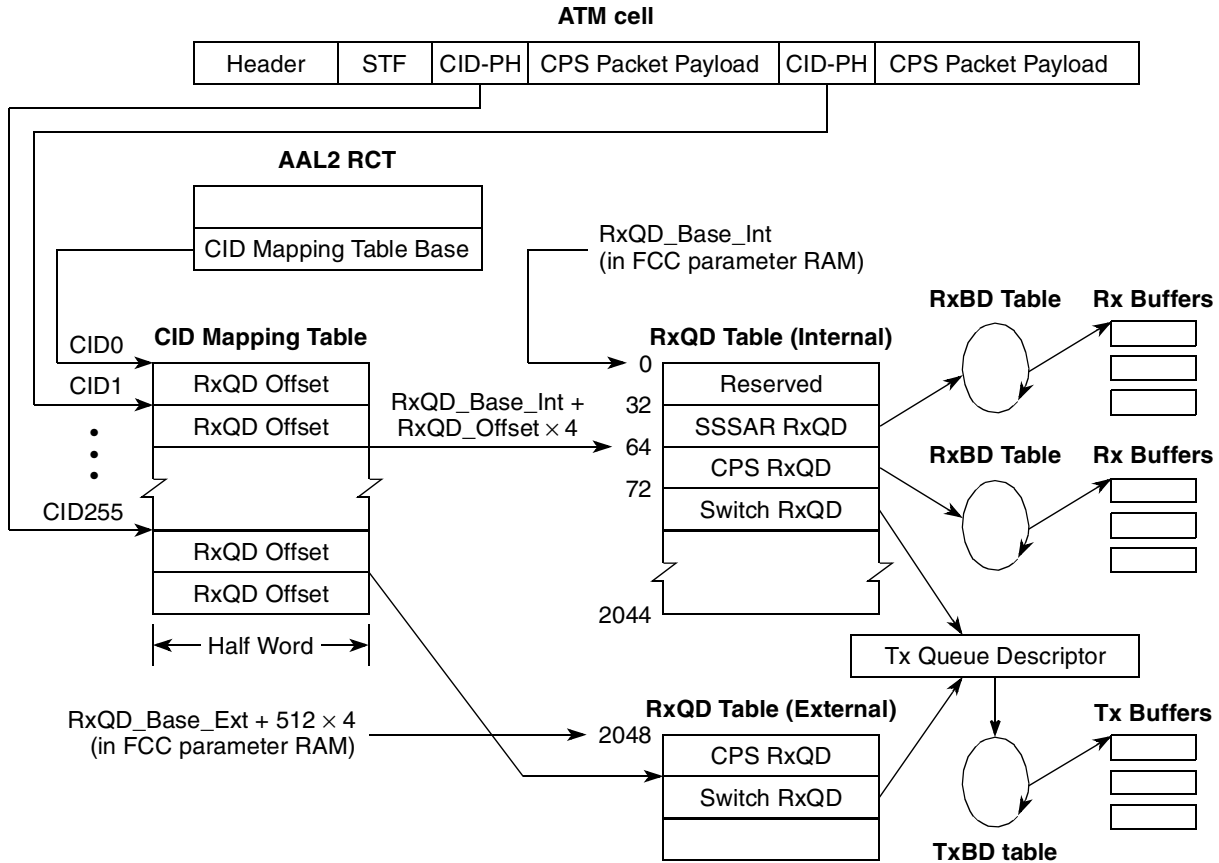 ATM cell
Header STF CID-PH CPS Packet Payload CID-PH CPS Packet Payload
AAL2 RCT
CID Mapping Table Base
RxQD_Base_Int
(in FCC parameter RAM)
CID Mapping Table
CID0
CID1
CID255
RxQD Offset
RxQD Offset
RxQD Offset
RxQD Offset
Half Word
RxQD_Base_Int +
RxQD_Offset × 4
RxQD Table (Internal)
0
32
64
72
2044
Reserved
SSSAR RxQD
CPS RxQD
Switch RxQD
RxBD Table Rx Buffers
RxBD Table Rx Buffers
Tx Queue Descriptor
RxQD_Base_Ext + 512 × 4
(in FCC parameter RAM)
RxQD Table (External)
2048
CPS RxQD
Switch RxQD
Tx Buffers
TxBD table